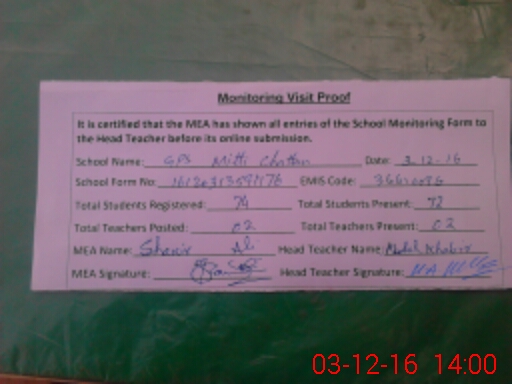 Monitoring Visit Proof
It is certified that the MEA has shown all entries of the School Monitoring Form to
the Head Teacher before its online submission.
School Name: GPS Mitti Date: 3-12-16
School Form No: EMIS Code:
Total Students Registered: 74 Total Students Present: 72
Total Teachers Posted: 02 Total Teachers Present: 02
MEA Name: Ali Head Teacher Name: Abdul
MEA Signature: Head Teacher Signature:
03-12-16 14:00